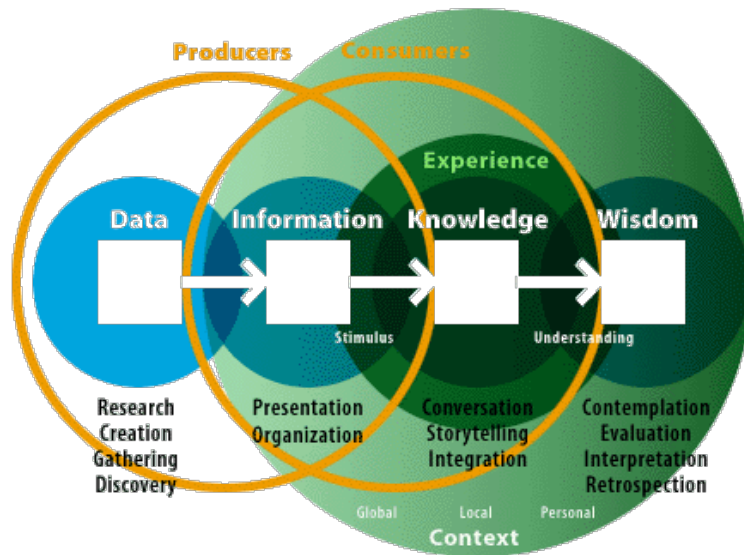 Producers Consumers
Experience
Data Information Knowledge Wisdom
Stimulus Understanding
Research
Creation
Gathering
Discovery
Presentation
Organization
Conversation
Storytelling
Integration
Contemplation
Evaluation
Interpretation
Retrospection
Global Local Personal
Context